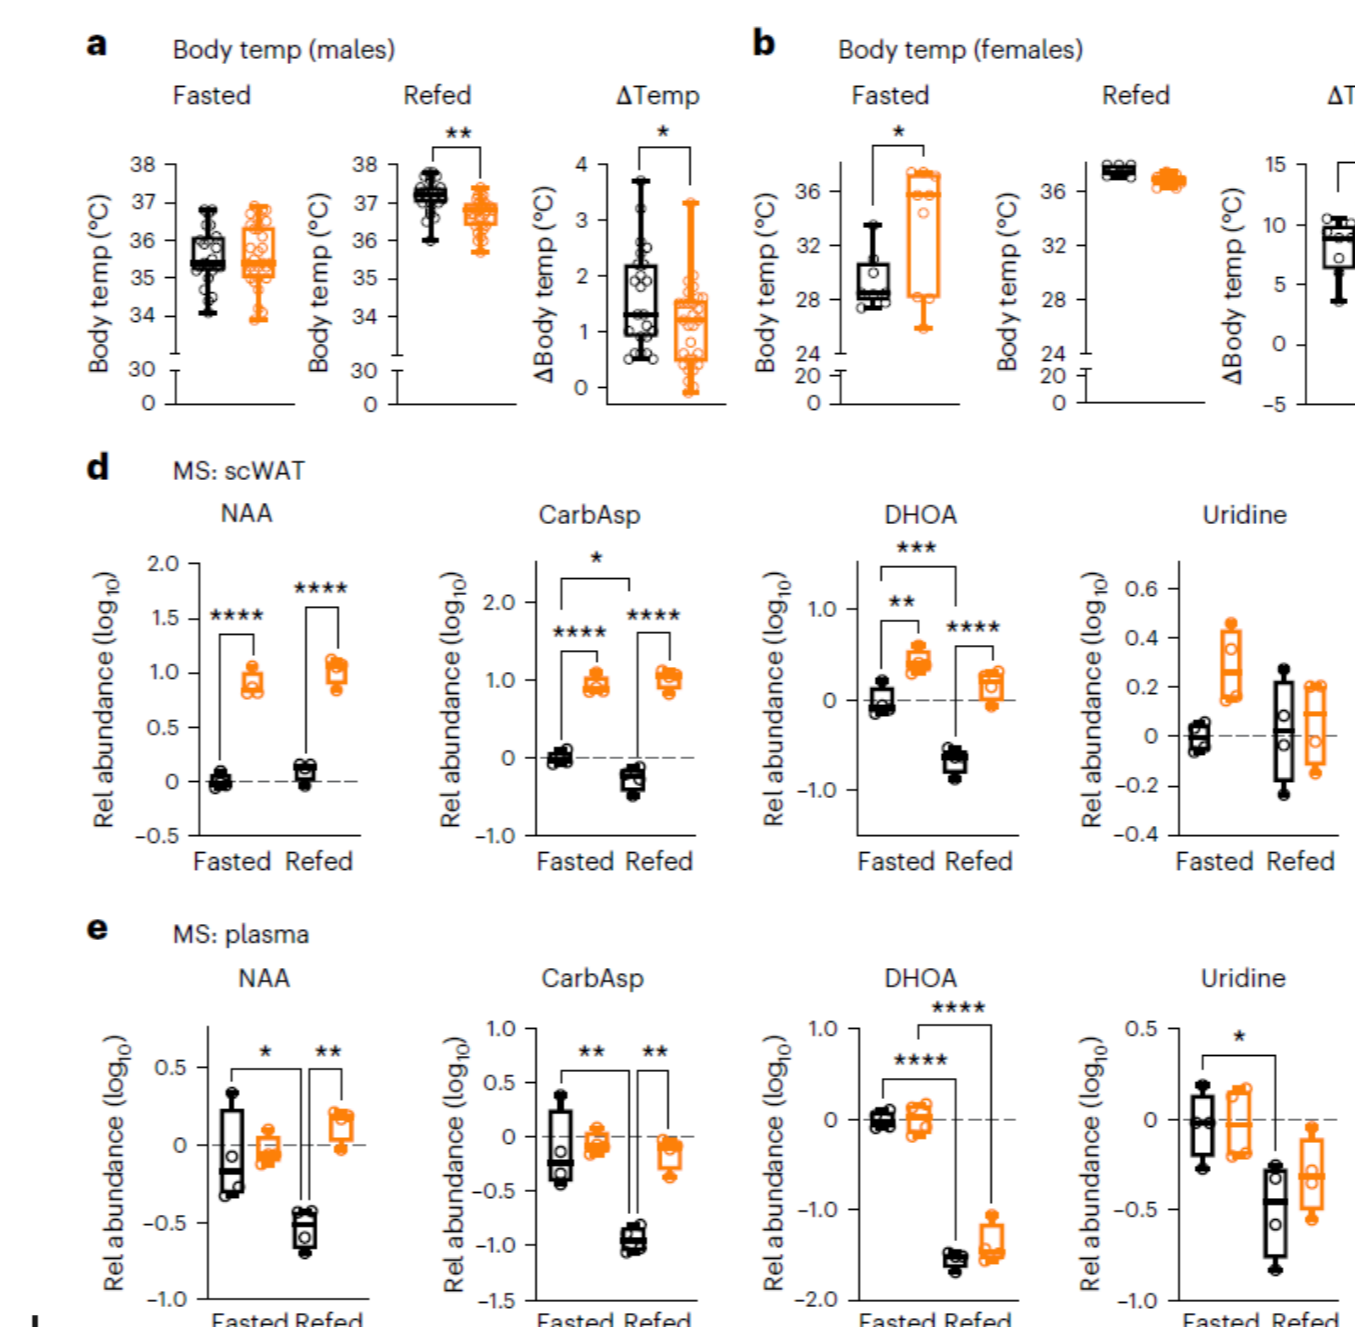 a Body temp (males)
Fasted Refed ΔTemp
** *
Body temp (°C)
38
37
36
35
34
30
0
Body temp (°C)
38
37
36
35
34
30
0
ΔBody temp (°C)
4
3
2
1
0
b Body temp (females)
Fasted Refed ΔT
*
Body temp (°C)
36
32
28
24
20
0
Body temp (°C)
36
32
28
24
20
0
ΔBody temp (°C)
15
10
5
0
–5
d MS: scWAT
NAA
Rel abundance (log10)
2.0
1.5
1.0
0.5
0
–0.5
**** ****
Fasted Refed
CarbAsp
Rel abundance (log10)
2.0
1.0
0
–1.0
*
**** ****
Fasted Refed
DHOA
Rel abundance (log10)
1.0
0
–1.0
***
** ****
Fasted Refed
Uridine
Rel abundance (log10)
0.6
0.4
0.2
0
–0.2
–0.4
Fasted Refed
e MS: plasma
NAA
Rel abundance (log10)
0.5
0
–0.5
–1.0
* **
Fasted Refed
CarbAsp
Rel abundance (log10)
1.0
0.5
0
–0.5
–1.0
–1.5
** **
Fasted Refed
DHOA
Rel abundance (log10)
1.0
0
–1.0
–2.0
****
****
Fasted Refed
Uridine
Rel abundance (log10)
0.5
0
–0.5
–1.0
*
Fasted Refed